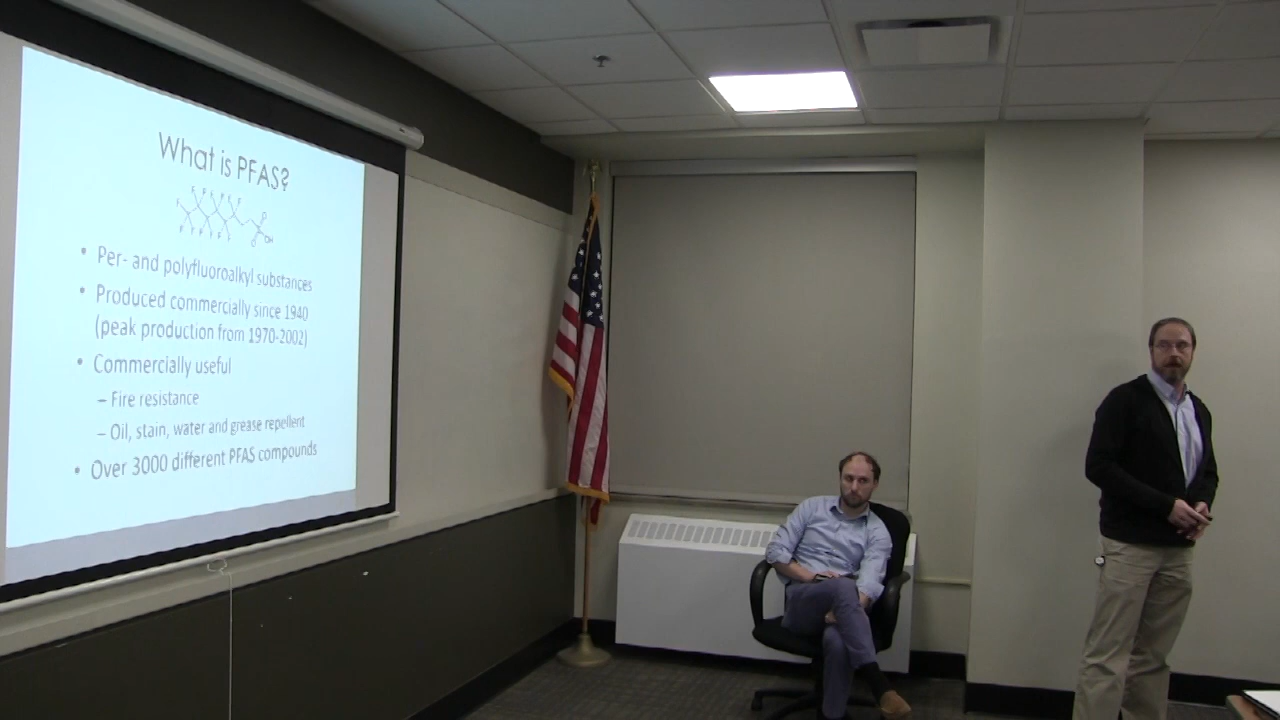 What is PFAS?
• Per- and polyfluoroalkyl substances
• Produced commercially since 1940
(peak production from 1970-2002)
• Commercially useful
– Fire resistance
– Oil, stain, water and grease repellent
• Over 3000 different PFAS compounds